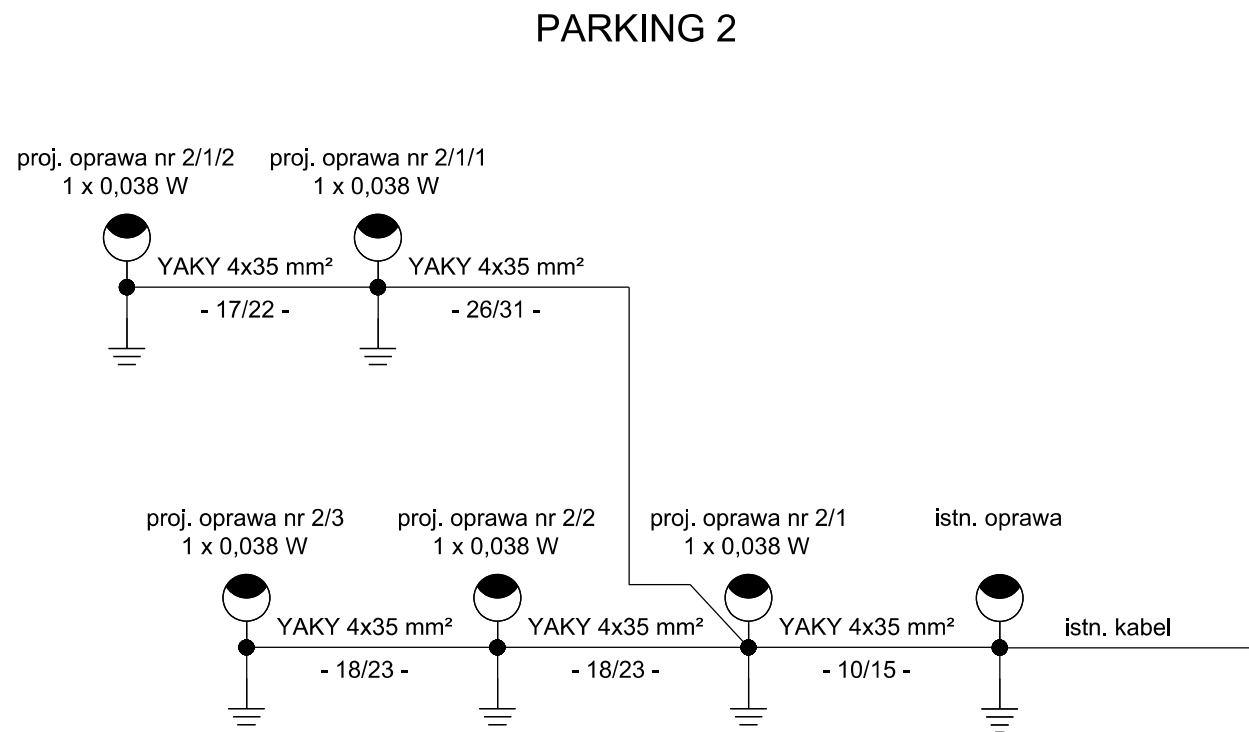 PARKING 2
proj. oprawa nr 2/1/2
1 x 0,038 W
proj. oprawa nr 2/1/1
1 x 0,038 W
YAKY 4x35 mm²
- 17/22 -
YAKY 4x35 mm²
- 26/31 -
proj. oprawa nr 2/3
1 x 0,038 W
proj. oprawa nr 2/2
1 x 0,038 W
proj. oprawa nr 2/1
1 x 0,038 W
istn. oprawa
YAKY 4x35 mm²
- 18/23 -
YAKY 4x35 mm²
- 18/23 -
YAKY 4x35 mm²
- 10/15 -
istn. kabel